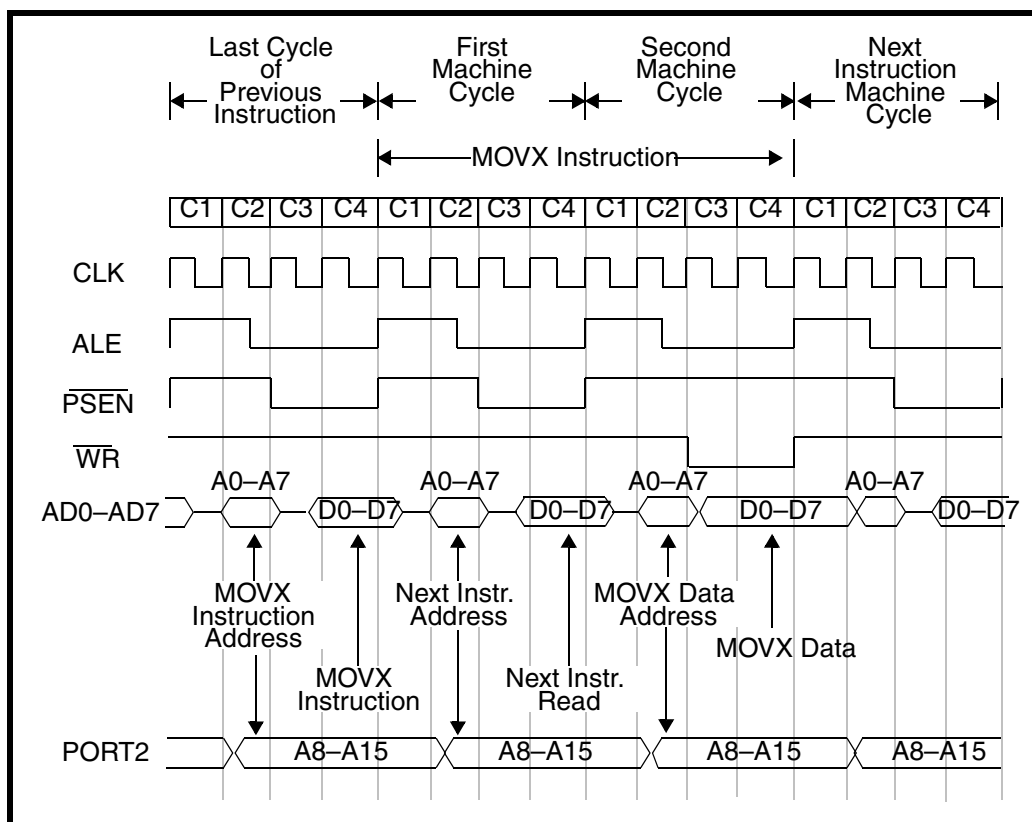 Last Cycle
of
Previous
Instruction
First
Machine
Cycle
Second
Machine
Cycle
Next
Instruction
Machine
Cycle
MOVX Instruction
C1 C2 C3 C4 C1 C2 C3 C4 C1 C2 C3 C4 C1 C2 C3 C4
CLK
ALE
PSEN
WR
A0–A7 A0–A7 A0–A7 A0–A7
AD0–AD7 D0–D7 D0–D7 D0–D7 D0–D7
MOVX
Instruction
Address
Next Instr.
Address
MOVX Data
Address
MOVX Data
MOVX
Instruction
Next Instr.
Read
PORT2 A8–A15 A8–A15 A8–A15 A8–A15